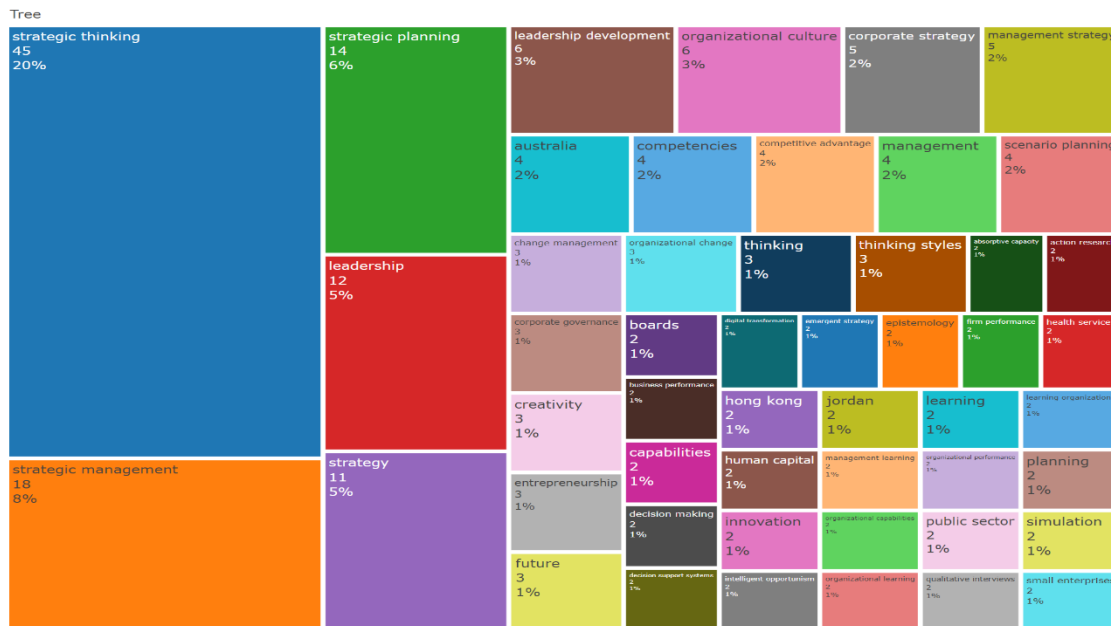 Tree
strategic thinking
45
20%
strategic management
18
8%
strategic planning
14
6%
leadership
12
5%
strategy
11
5%
leadership development
6
3%
organizational culture
6
3%
corporate strategy
5
2%
management strategy
5
2%
australia
4
2%
competencies
4
2%
competitive advantage
4
2%
management
4
2%
scenario planning
4
2%
change management
3
1%
organizational change
3
1%
thinking
3
1%
thinking styles
3
1%
absorptive capacity
2
1%
action research
2
1%
corporate governance
3
1%
creativity
3
1%
entrepreneurship
3
1%
future
3
1%
boards
2
1%
business performance
2
1%
capabilities
2
1%
decision making
2
1%
decision support systems
2
1%
digital transformation
2
1%
emergent strategy
2
1%
epistemology
2
1%
firm performance
2
1%
health service
2
1%
hong kong
2
1%
jordan
2
1%
learning
2
1%
learning organization
2
1%
human capital
2
1%
management learning
2
1%
organizational performance
2
1%
planning
2
1%
innovation
2
1%
organizational capabilities
2
1%
public sector
2
1%
simulation
2
1%
intelligent opportunism
2
1%
organizational learning
2
1%
qualitative interviews
2
1%
small enterprise
2
1%